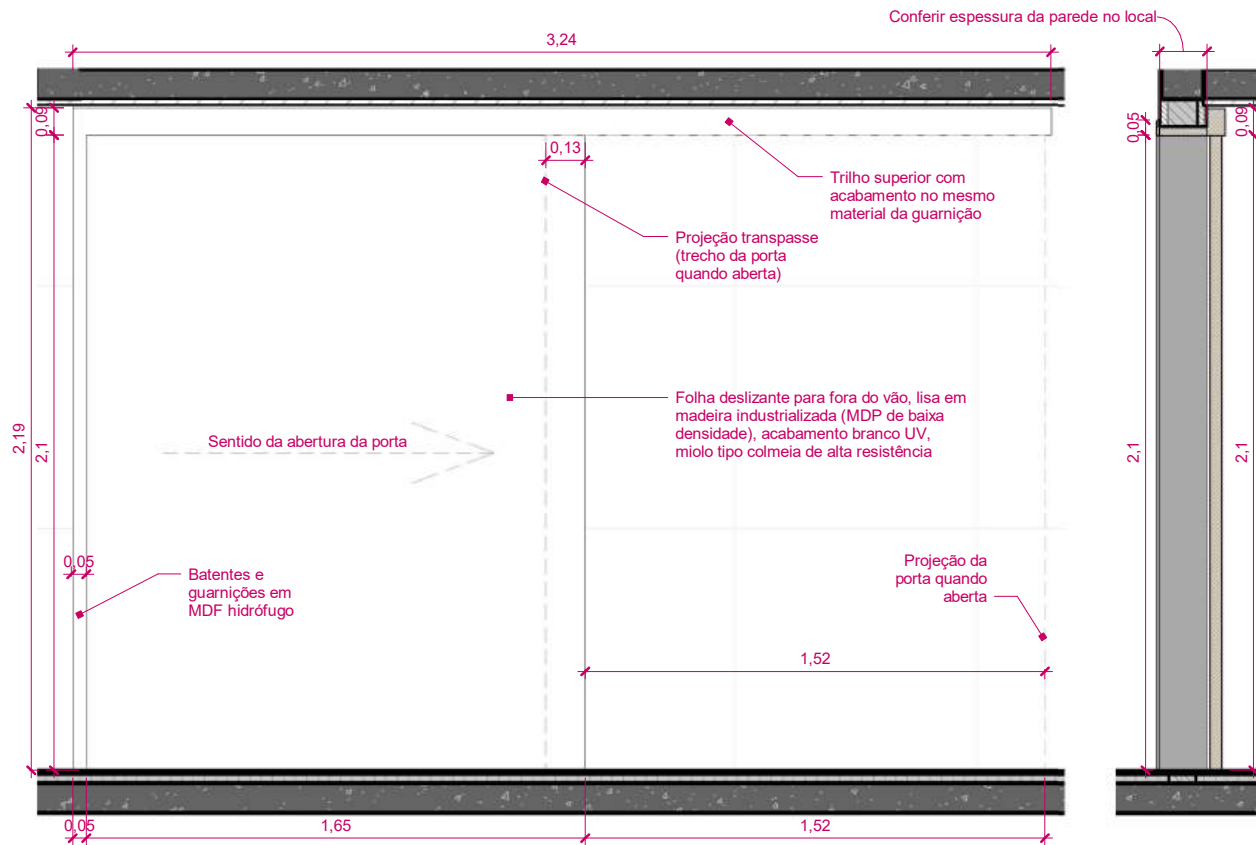 Conferir espessura da parede no local
3,24
0,09
0,05
0,09
0,13
Trilho superior com
acabamento no mesmo
material da guarnição
Projeção transpasse
(trecho da porta
quando aberta)
Folha deslizante para fora do vão, lisa em
madeira industrializada (MDP de baixa
densidade), acabamento branco UV,
miolo tipo colmeia de alta resistência
Sentido da abertura da porta
2,19
2,1
2,1
2,1
0,05
Batentes e
guarnições em
MDF hidrófugo
Projeção da
porta quando
aberta
1,52
0,05
1,65
1,52